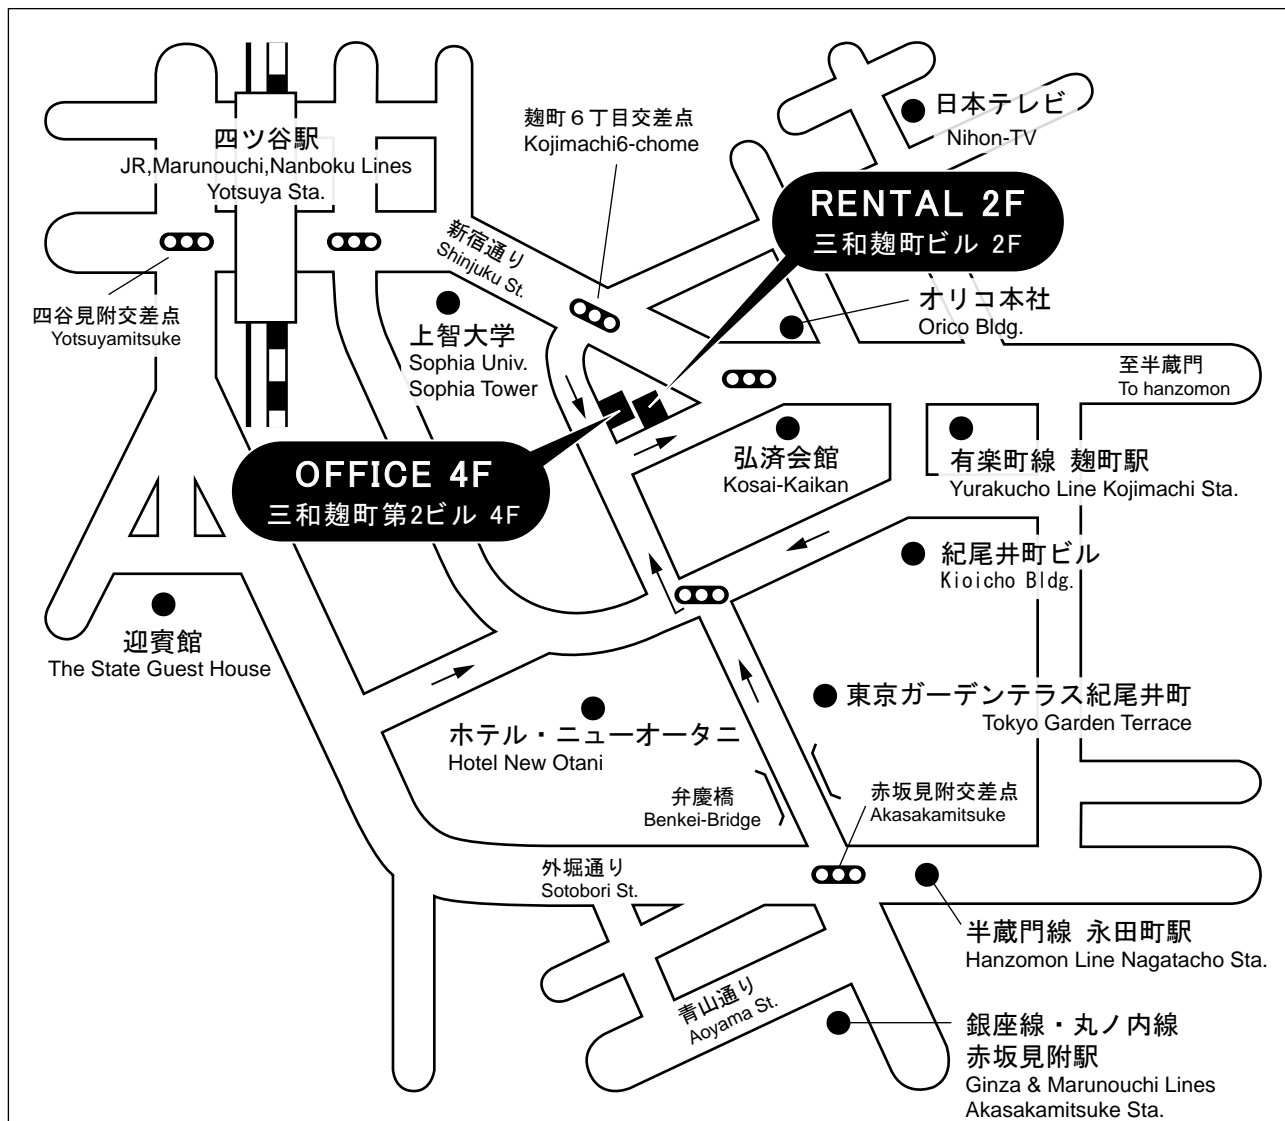 日本テレビ
Nihon-TV
麹町６丁目交差点
Kojimachi6-chome
四ツ谷駅
JR,Marunouchi,Nanboku Lines
Yotsuya Sta.
RENTAL 2F
三和麹町ビル 2F
新宿通り
Shinjuku St.
四谷見附交差点
Yotsuyamitsuke
上智大学
Sophia Univ.
Sophia Tower
オリコ本社
Orico Bldg.
至半蔵門
To hanzomon
OFFICE 4F
三和麹町第2ビル 4F
弘済会館
Kosai-Kaikan
有楽町線 麹町駅
Yurakucho Line Kojimachi Sta.
紀尾井町ビル
Kioicho Bldg.
迎賓館
The State Guest House
東京ガーデンテラス紀尾井町
Tokyo Garden Terrace
ホテル・ニューオータニ
Hotel New Otani
弁慶橋
Benkei-Bridge
赤坂見附交差点
Akasakamitsuke
外堀通り
Sotobori St.
半蔵門線 永田町駅
Hanzomon Line Nagatacho Sta.
青山通り
Aoyama St.
銀座線・丸ノ内線
赤坂見附駅
Ginza & Marunouchi Lines
Akasakamitsuke Sta.